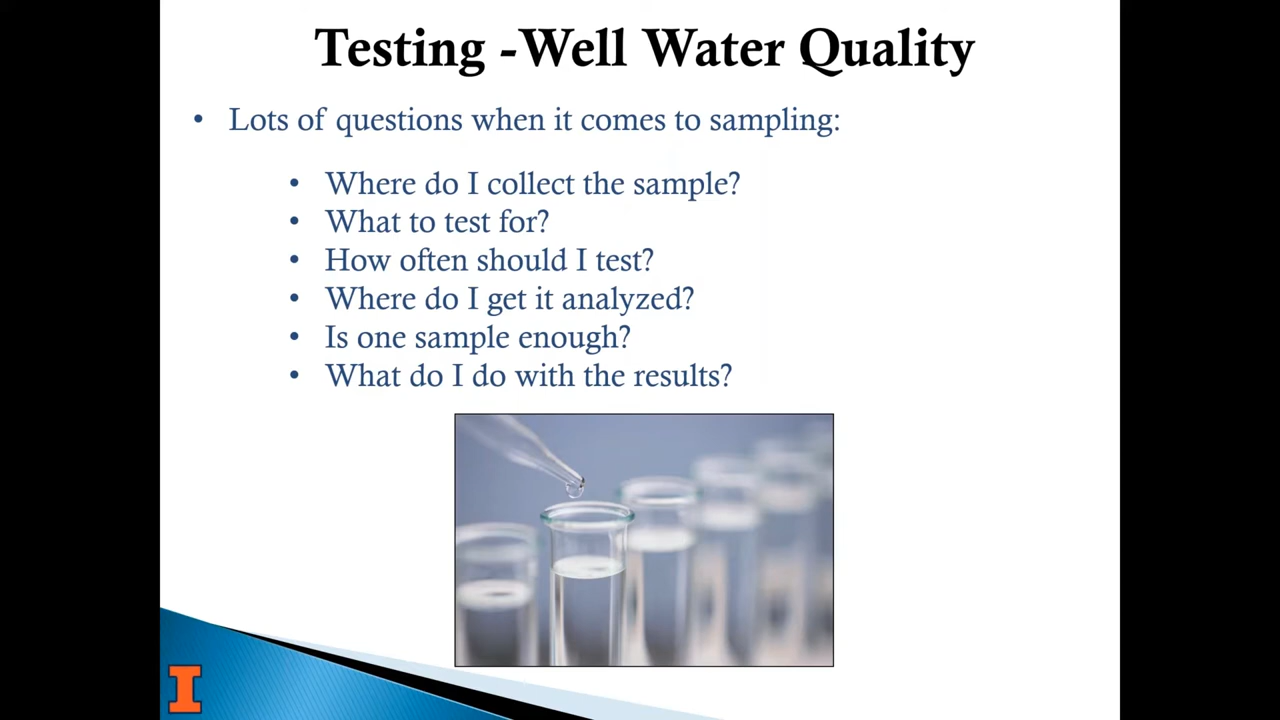 Testing -Well Water Quality
• Lots of questions when it comes to sampling:
• Where do I collect the sample?
• What to test for?
• How often should I test?
• Where do I get it analyzed?
• Is one sample enough?
• What do I do with the results?
I